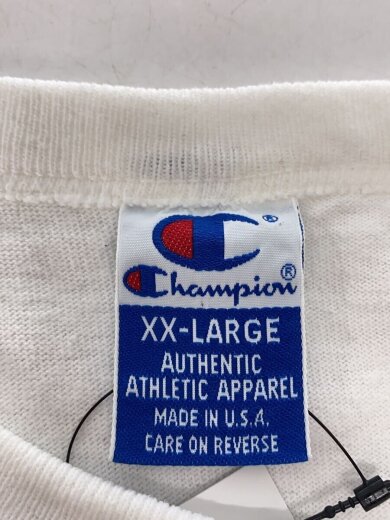 Champion®
XX-LARGE
AUTHENTIC
ATHLETIC APPAREL
MADE IN U.S.A.
CARE ON REVERSE